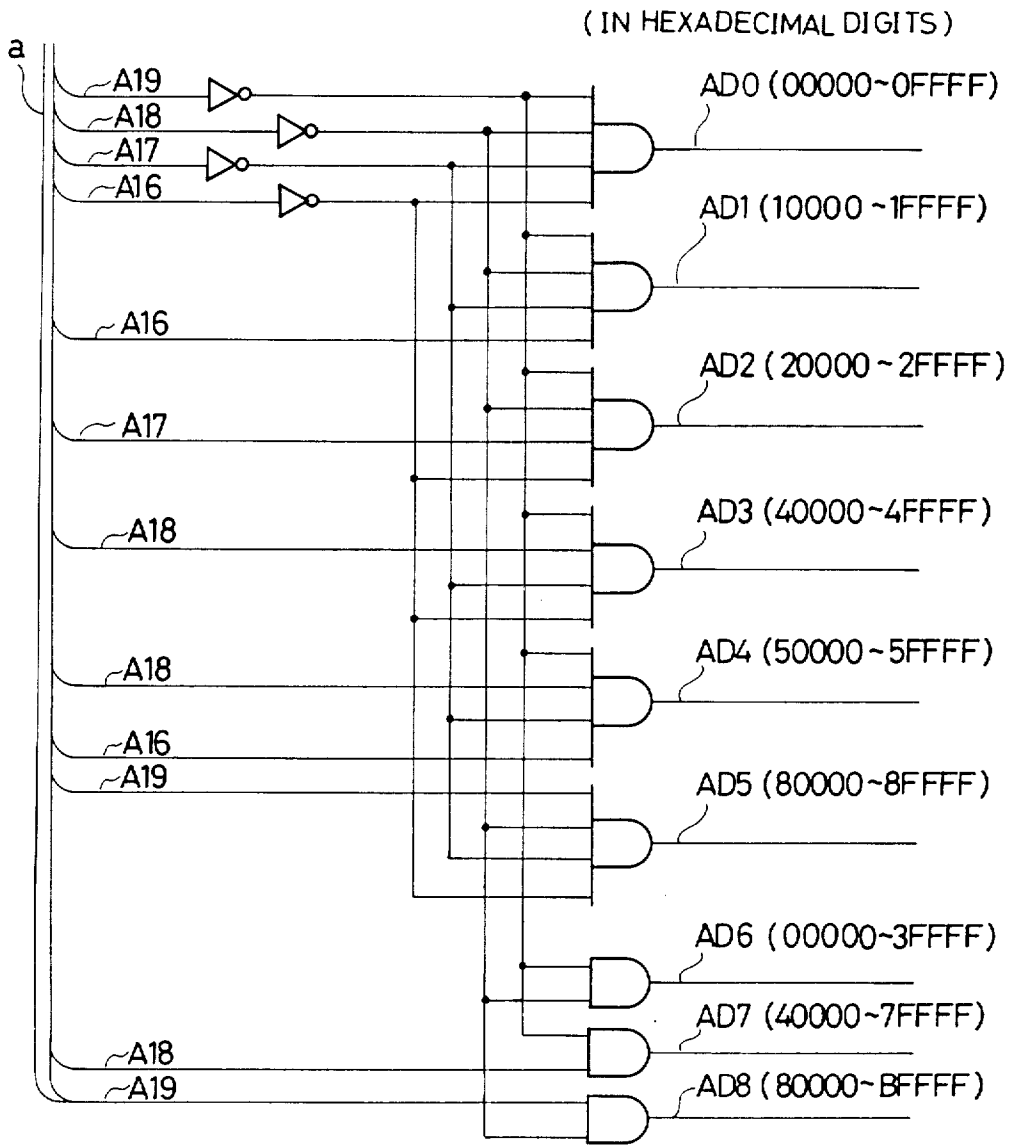 (IN HEXADECIMAL DIGITS)
a
A19
AD0 (00000~0FFFF)
A18
A17
A16
AD1 (10000~1FFFF)
A16
AD2 (20000~2FFFF)
A17
AD3 (40000~4FFFF)
A18
AD4 (50000~5FFFF)
A18
A16
A19
AD5 (80000~8FFFF)
AD6 (00000~3FFFF)
AD7 (40000~7FFFF)
A18
A19
AD8 (80000~BFFFF)